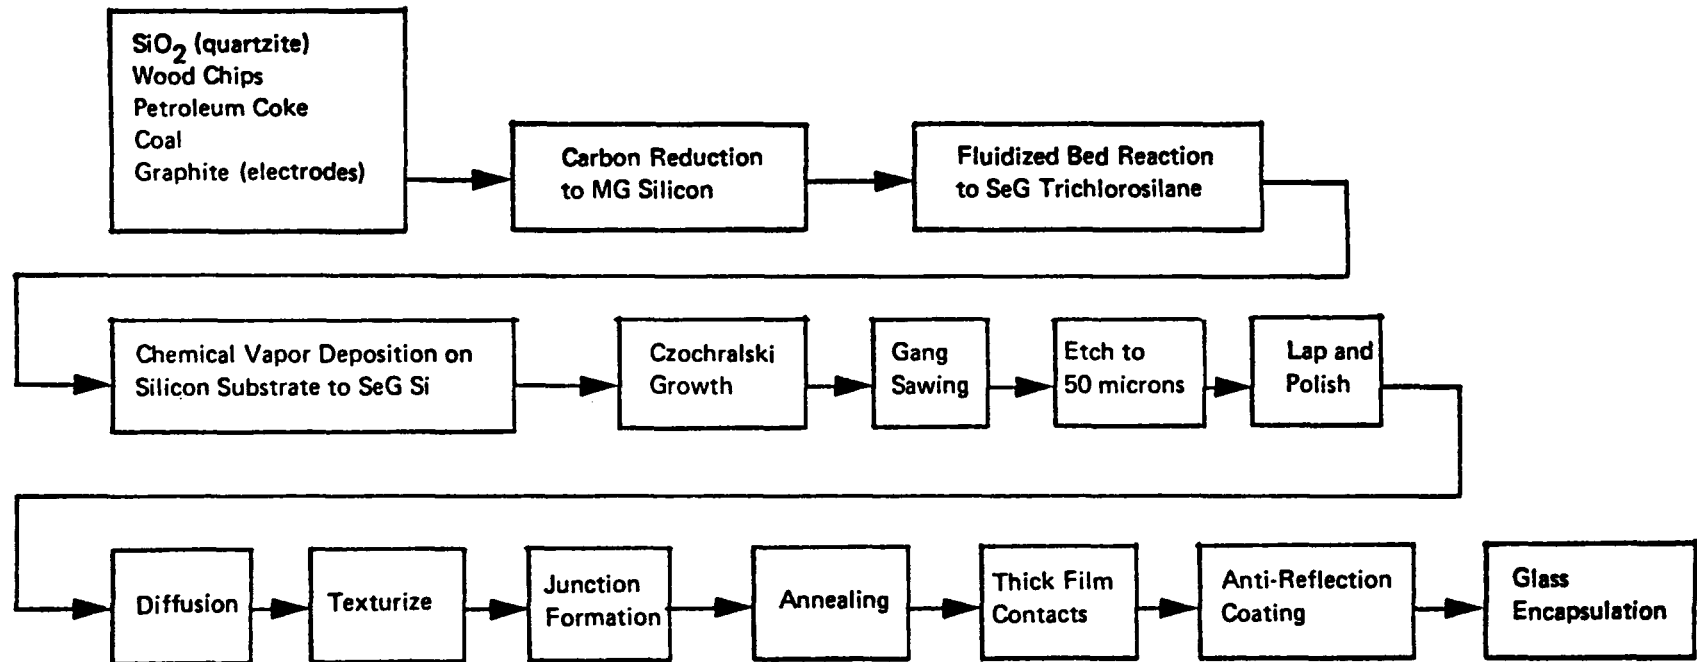 SiO2 (quartzite)
Wood Chips
Petroleum Coke
Coal
Graphite (electrodes)
Carbon Reduction
to MG Silicon
Fluidized Bed Reaction
to SeG Trichlorosilane
Chemical Vapor Deposition on
Silicon Substrate to SeG Si
Czochralski
Growth
Gang
Sawing
Etch to
50 microns
Lap and
Polish
Diffusion
Texturize
Junction
Formation
Annealing
Thick Film
Contacts
Anti-Reflection
Coating
Glass
Encapsulation